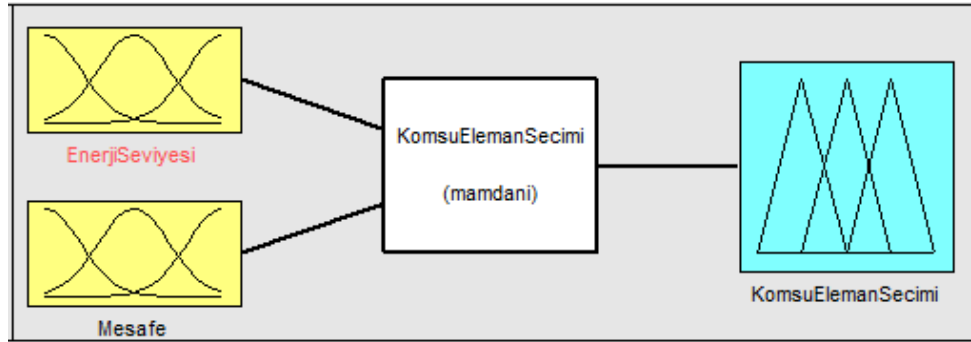 EnerjiSeviyesi
Mesafe
KomsuElemanSecimi
(mamdani)
KomsuElemanSecimi